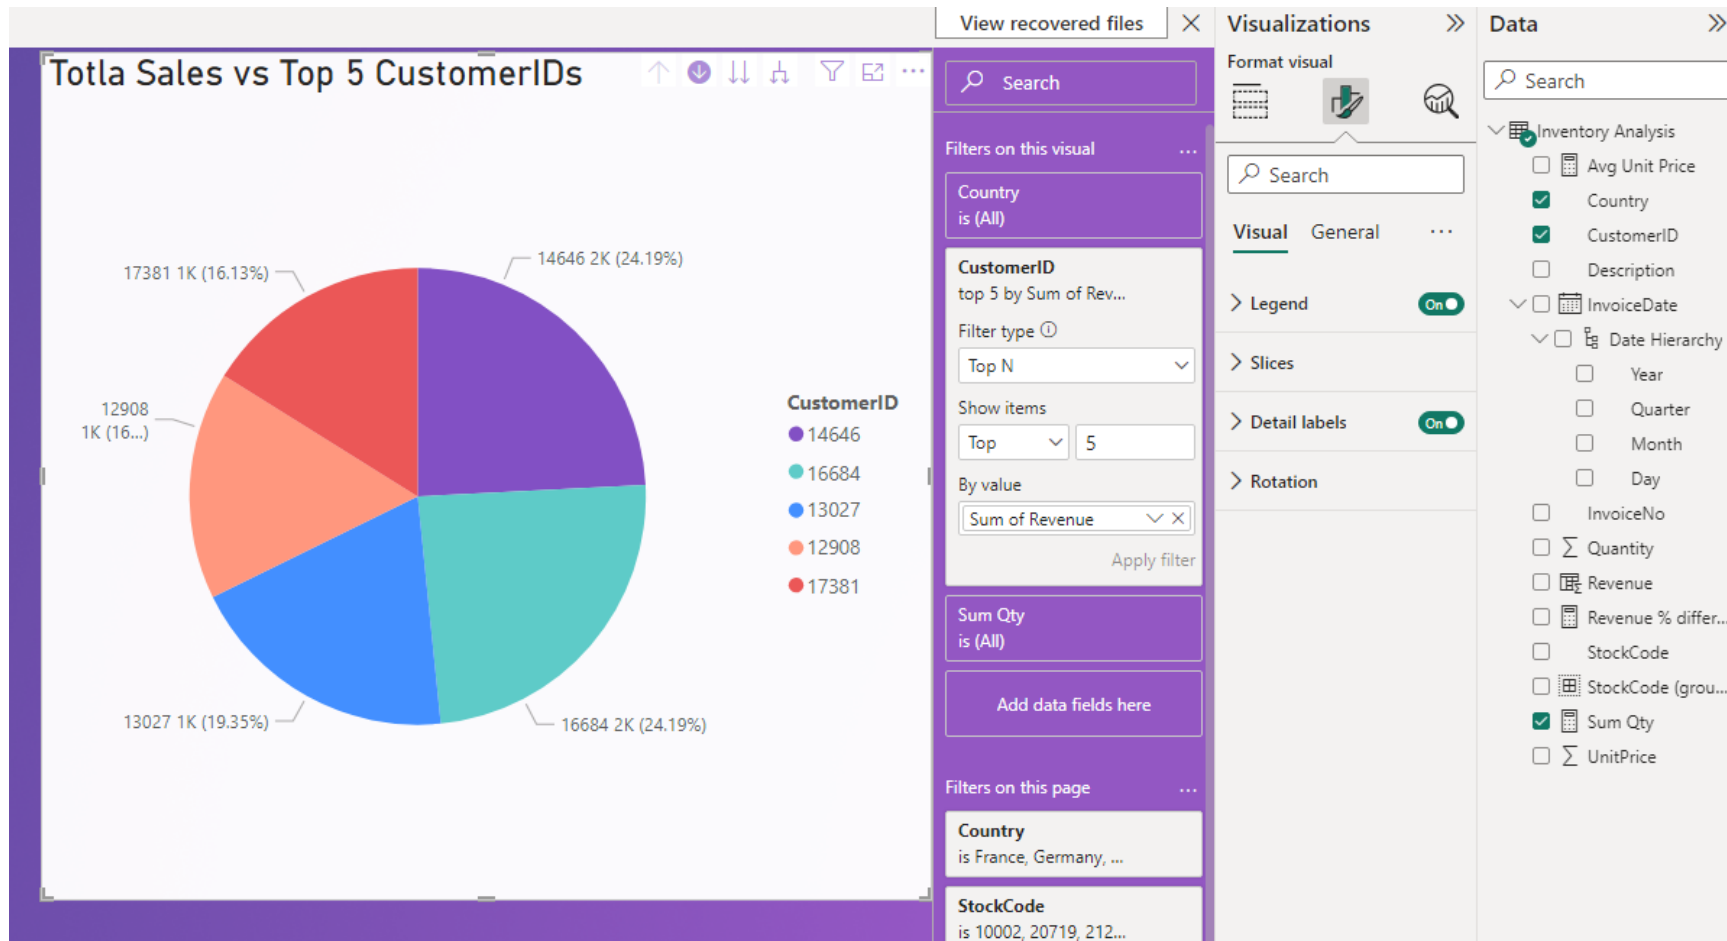 View recovered files
Totla Sales vs Top 5 CustomerIDs
17381 1K (16.13%)
14646 2K (24.19%)
12908
1K (16...)
13027 1K (19.35%)
16684 2K (24.19%)
CustomerID
14646
16684
13027
12908
17381
Search
Filters on this visual
...
Country
is (All)
CustomerID
top 5 by Sum of Rev...
Filter type
Top N
Show items
Top
5
By value
Sum of Revenue
Apply filter
Sum Qty
is (All)
Add data fields here
Filters on this page
...
Country
is France, Germany, ...
StockCode
is 10002, 20719, 212...
Visualizations
Format visual
Search
Visual
General
...
Legend
On
Slices
Detail labels
On
Rotation
Data
Search
Inventory Analysis
Avg Unit Price
Country
CustomerID
Description
InvoiceDate
Date Hierarchy
Year
Quarter
Month
Day
InvoiceNo
Quantity
Revenue
Revenue % differ...
StockCode
StockCode (grou...
Sum Qty
UnitPrice